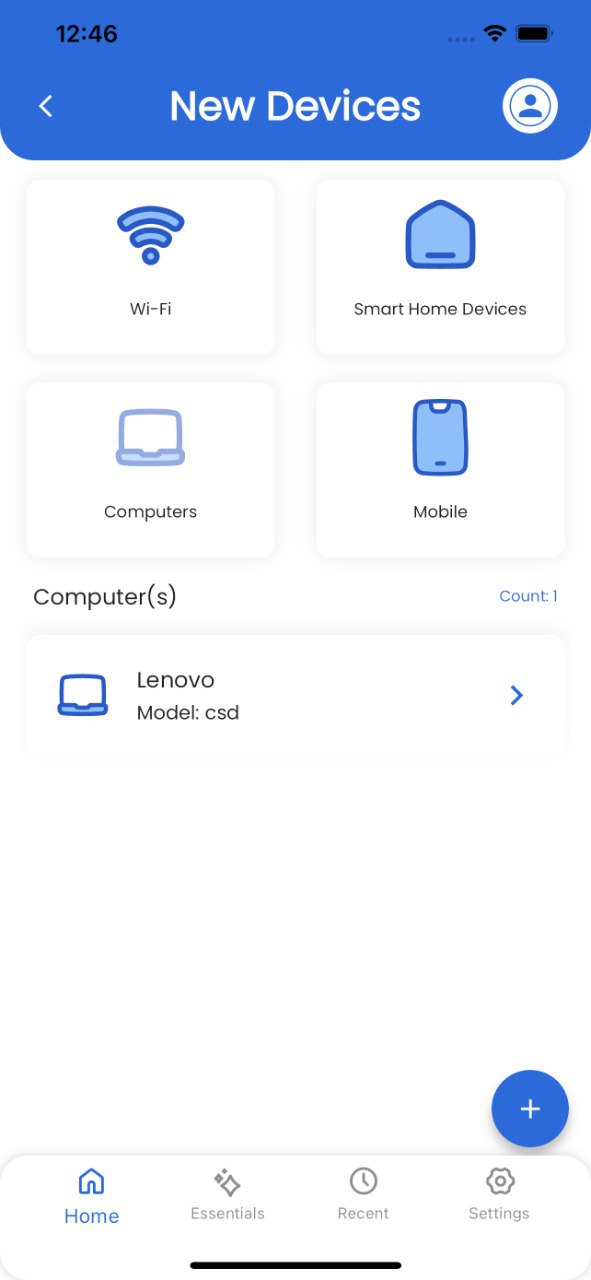 12:46
New Devices
Wi-Fi
Smart Home Devices
Computers
Mobile
Computer(s)
Count: 1
Lenovo
Model: csd
Home
Essentials
Recent
Settings